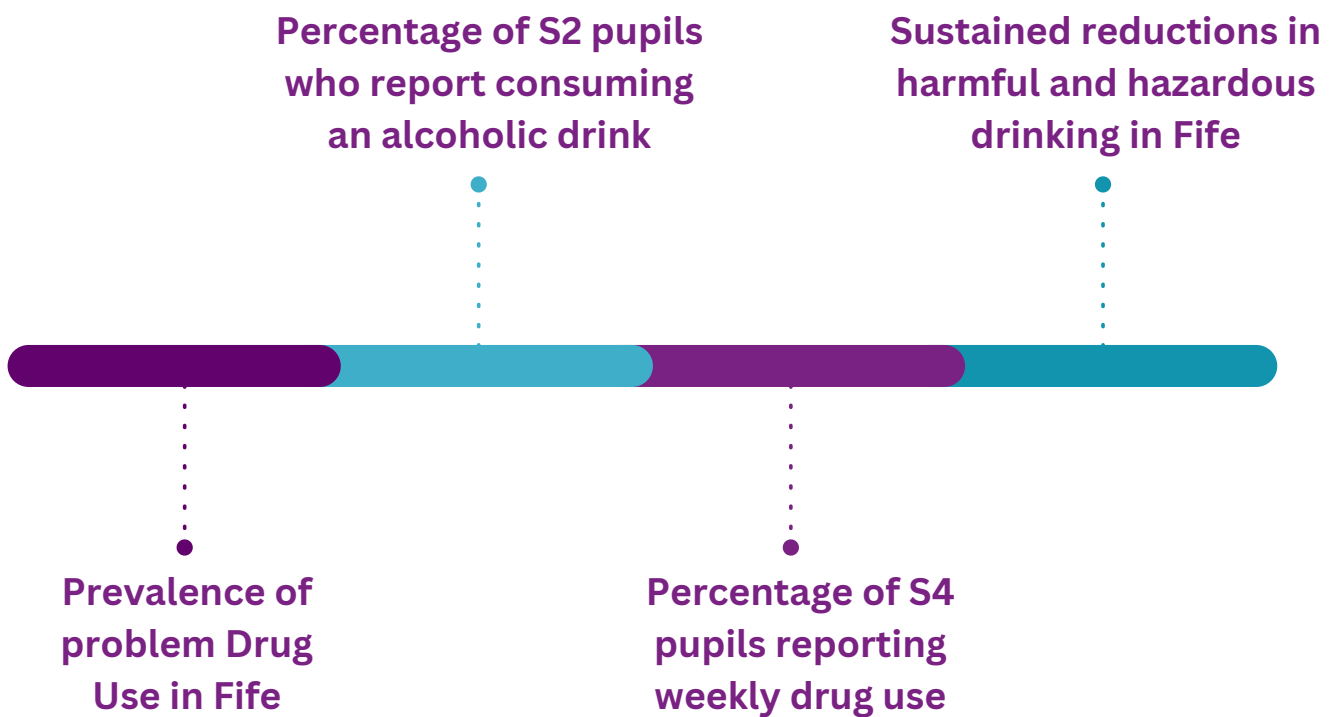 Percentage of S2 pupils
who report consuming
an alcoholic drink
Sustained reductions in
harmful and hazardous
drinking in Fife
Prevalence of
problem Drug
Use in Fife
Percentage of S4
pupils reporting
weekly drug use